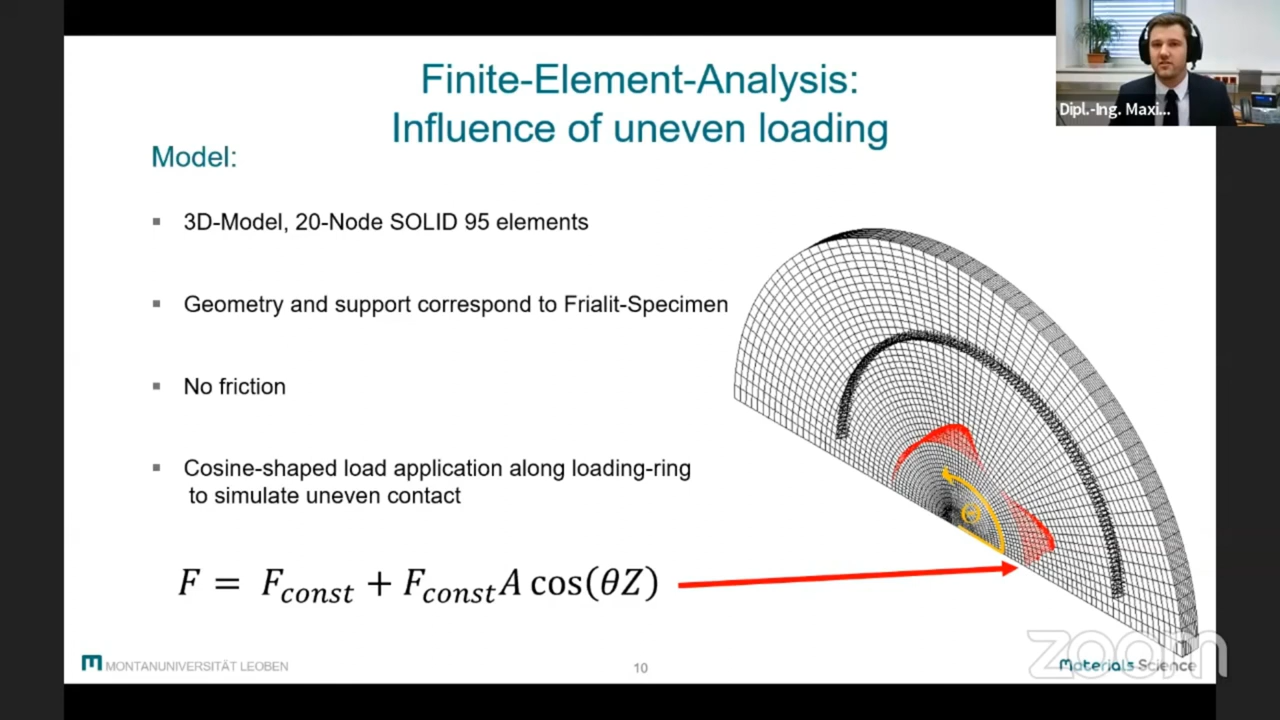 Finite-Element-Analysis:
Influence of uneven loading
Dipl.-Ing. Maxi...
Model:
▪ 3D-Model, 20-Node SOLID 95 elements
▪ Geometry and support correspond to Frialit-Specimen
▪ No friction
▪ Cosine-shaped load application along loading-ring
to simulate uneven contact
Θ
F = F_const + F_const A cos(θZ)
MONTANUNIVERSITÄT LEOBEN
10
Materials Science
zoom